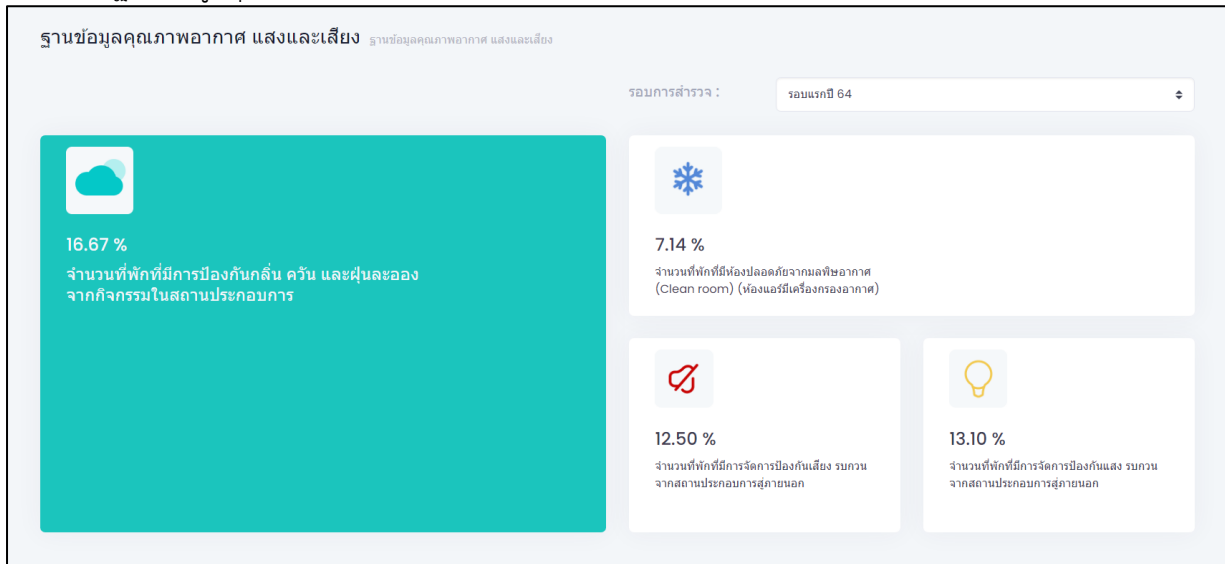 ฐานข้อมูลคุณภาพอากาศ แสงและเสียง ฐานข้อมูลคุณภาพอากาศ แสงและเสียง
รอบการสำรวจ : รอบแรกปี 64
16.67 %
จำนวนที่พักที่มีการป้องกันกลิ่น ควัน และฝุ่นละออง
จากกิจกรรมในสถานประกอบการ
7.14 %
จำนวนที่พักที่มีห้องปลอดภัยจากมลพิษอากาศ
(Clean room) (ห้องแอร์มีเครื่องกรองอากาศ)
12.50 %
จำนวนที่พักที่มีการจัดการป้องกันเสียง รบกวน
จากสถานประกอบการสู่ภายนอก
13.10 %
จำนวนที่พักที่มีการจัดการป้องกันแสง รบกวน
จากสถานประกอบการสู่ภายนอก